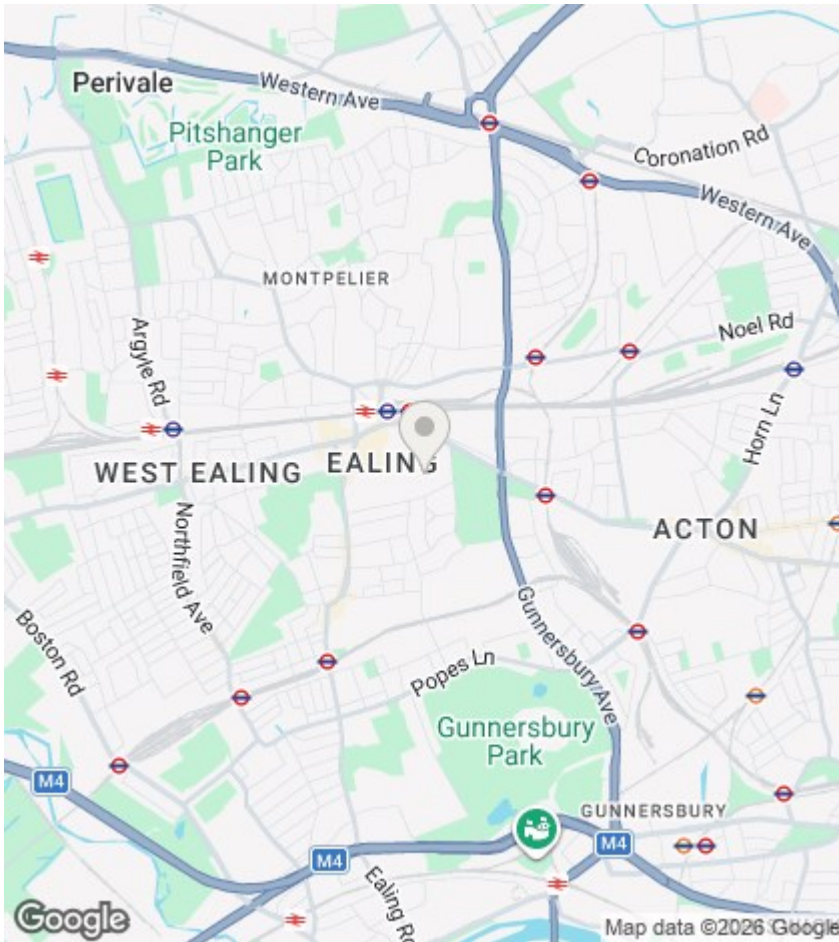 Perivale
Western Ave
Pitshanger
Park
Coronation Rd
Western Ave
MONTPELIER
Argyle Rd
Noel Rd
Horn Ln
WEST EALING
EALING
ACTON
Northfield Ave
Boston Rd
Gunnersbury Ave
Popes Ln
Gunnersbury
Park
M4
GUNNERSBURY
M4
M4
Ealing Rd
Google
Map data ©2026 Google